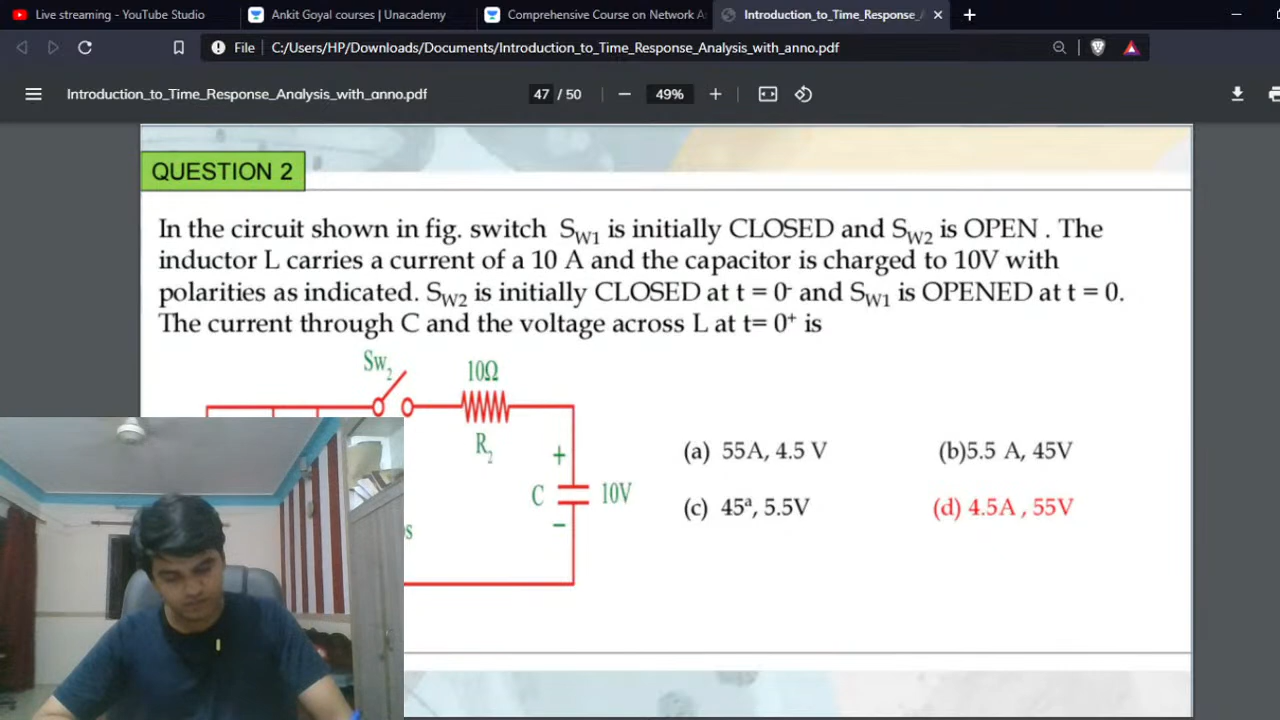 Live streaming - YouTube Studio
Ankit Goyal courses | Unacademy
Comprehensive Course on Network A
Introduction_to_Time_Response_
File C:/Users/HP/Downloads/Documents/Introduction_to_Time_Response_Analysis_with_anno.pdf
Introduction_to_Time_Response_Analysis_with_anno.pdf
47 / 50
49%
QUESTION 2
In the circuit shown in fig. switch S_W1 is initially CLOSED and S_W2 is OPEN . The
inductor L carries a current of a 10 A and the capacitor is charged to 10V with
polarities as indicated. S_W2 is initially CLOSED at t = 0⁻ and S_W1 is OPENED at t = 0.
The current through C and the voltage across L at t= 0⁺ is
Sw₂
10Ω
R₂
+
C
10V
−
s
(a) 55A, 4.5 V
(b)5.5 A, 45V
(c) 45ª, 5.5V
(d) 4.5A , 55V